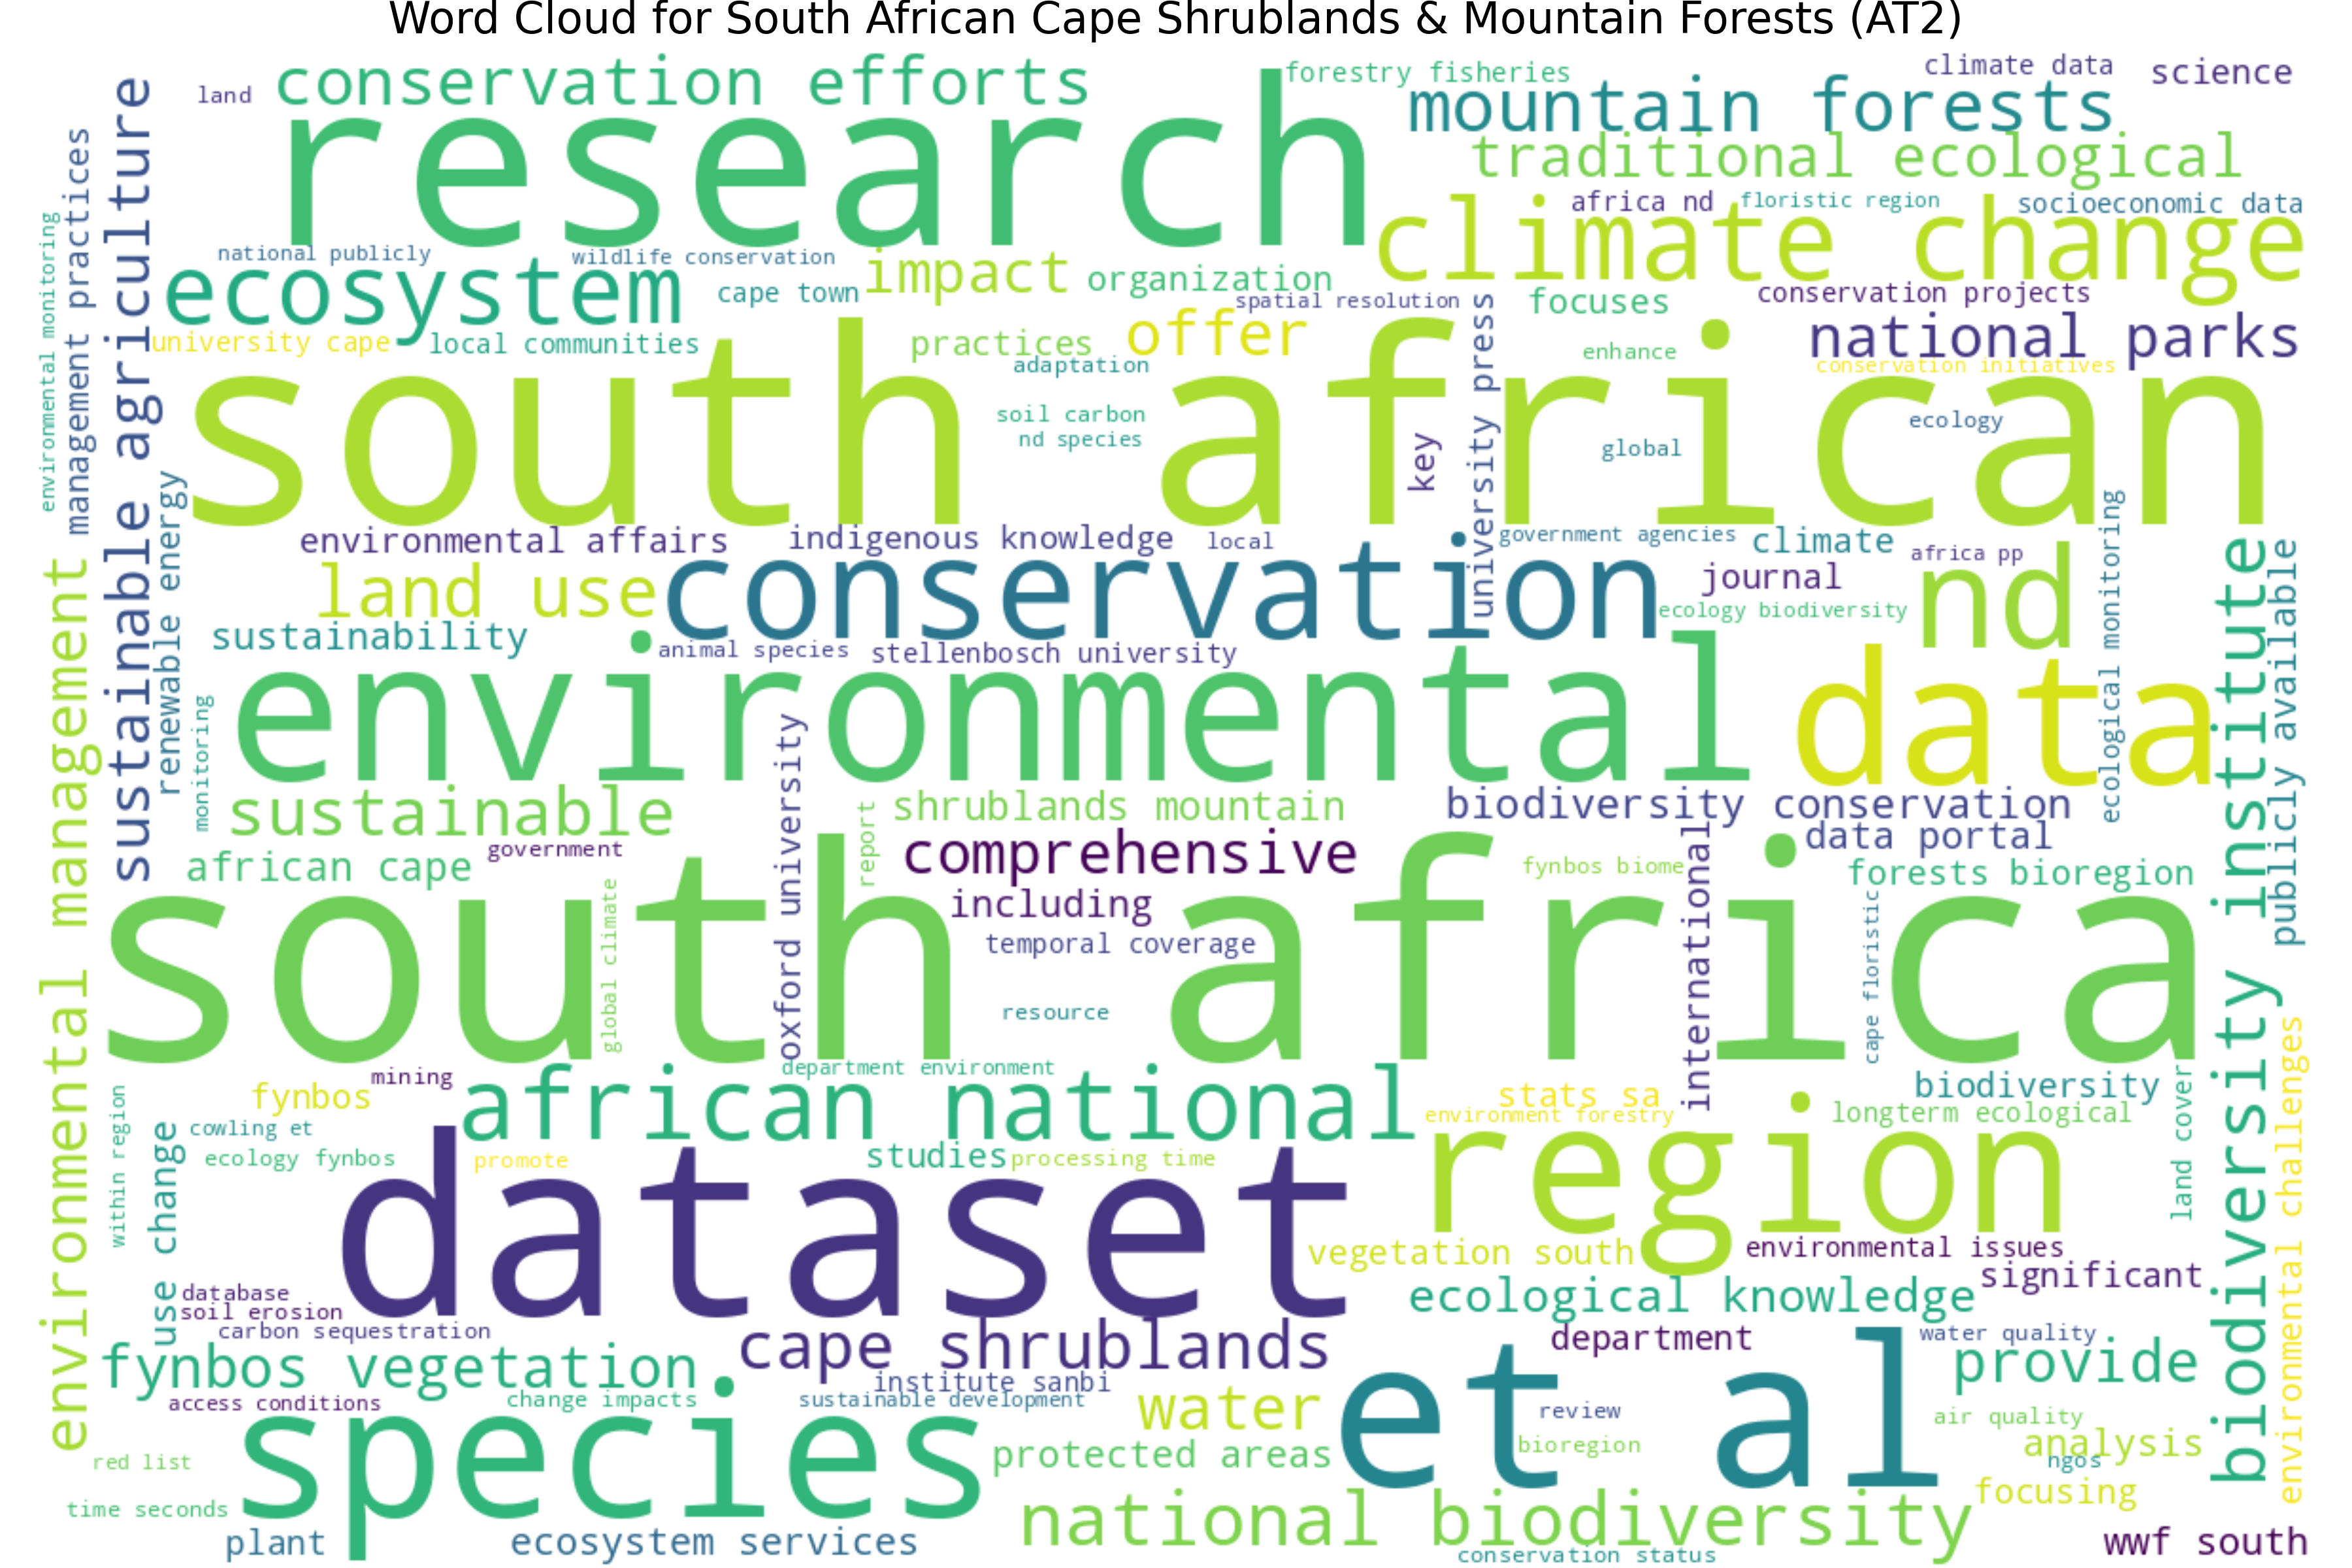 Word Cloud for South African Cape Shrublands & Mountain Forests (AT2)
land
conservation efforts
forestry fisheries
climate data
science
mountain forests
research
traditional ecological
africa nd
floristic region
socioeconomic data
climate change
national publicly
wildlife conservation
impact
organization
ecosystem
cape town
spatial resolution
focuses
conservation projects
university cape
local communities
practices
offer
national parks
adaptation
enhance
conservation initiatives
south african
soil carbon
nd species
key
university press
global
ecology
environmental monitoring
management practices
sustainable agriculture
renewable energy
environmental affairs
indigenous knowledge
local
government agencies
climate
africa pp
land use
conservation
journal
nd
ecology biodiversity
sustainability
animal species
stellenbosch university
environmental
data
ecological monitoring
biodiversity institute
publicly available
environmental management
monitoring
oxford university
sustainable
report
shrublands mountain
biodiversity conservation
african cape
government
comprehensive
data portal
fynbos biome
forests bioregion
including
international
south africa
global climate
temporal coverage
cape floristic
resource
department environment
mining
fynbos
african national
stats sa
biodiversity
environment forestry
longterm ecological
land cover
environmental challenges
within region
use change
cowling et
ecology fynbos
promote
studies
processing time
region
dataset
vegetation south
environmental issues
significant
database
soil erosion
carbon sequestration
ecological knowledge
cape shrublands
department
water quality
fynbos vegetation
provide
institute sanbi
access conditions
change impacts
sustainable development
water
et al
review
air quality
species
protected areas
bioregion
analysis
red list
ngos
focusing
time seconds
national biodiversity
plant
ecosystem services
conservation status
wwf south